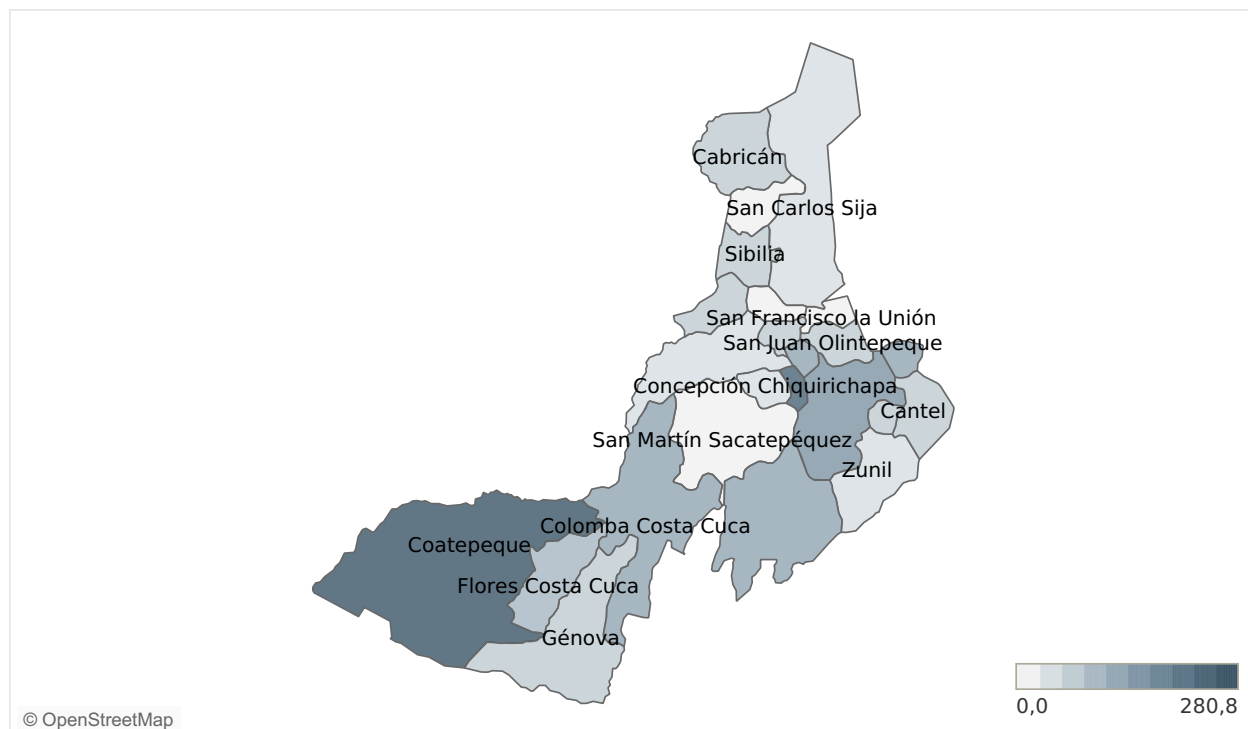 Cabricán
San Carlos Sija
Sibilia
San Francisco la Unión
San Juan Olintepeque
Concepción Chiquirichapa
Cantel
San Martín Sacatepéquez
Zunil
Colomba Costa Cuca
Coatepeque
Flores Costa Cuca
Génova
0,0 280,8
© OpenStreetMap